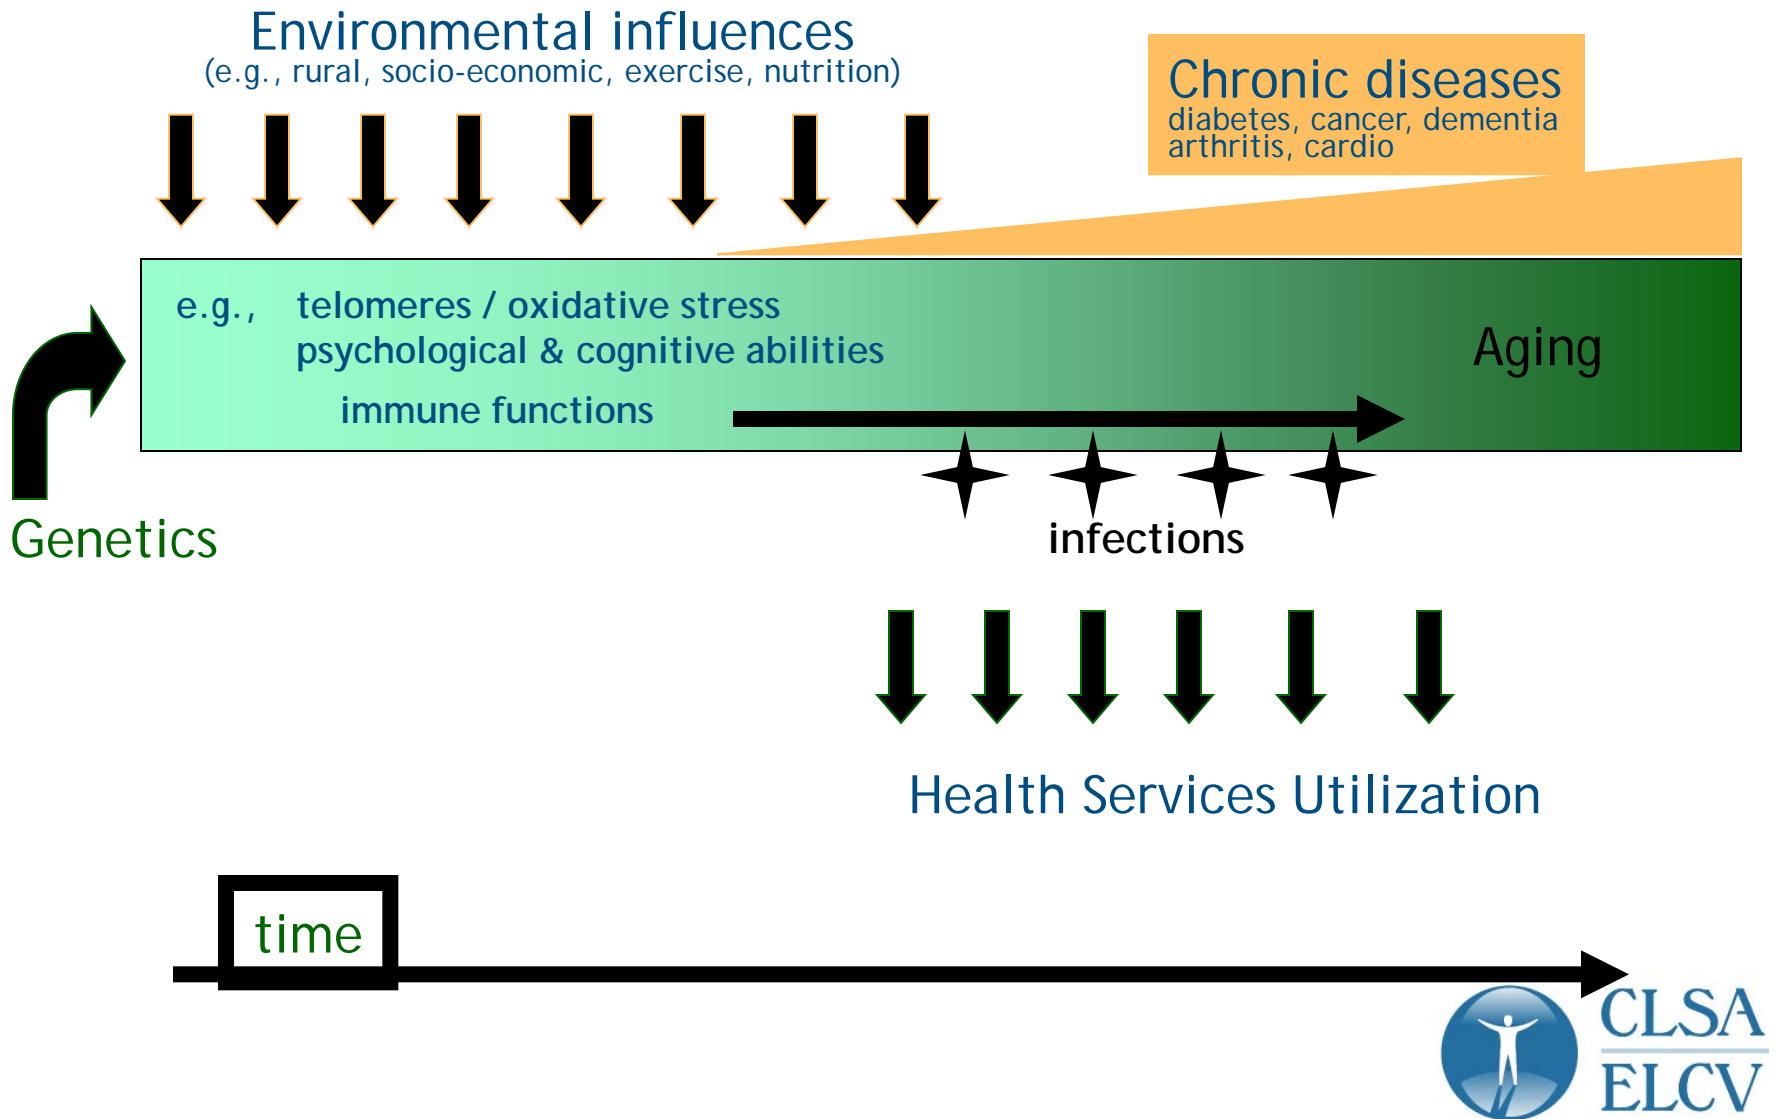 Environmental influences
(e.g., rural, socio-economic, exercise, nutrition)
Chronic diseases
diabetes, cancer, dementia
arthritis, cardio
e.g., telomeres / oxidative stress
psychological & cognitive abilities
immune functions
Aging
Genetics
infections
Health Services Utilization
time
CLSA
ELCV